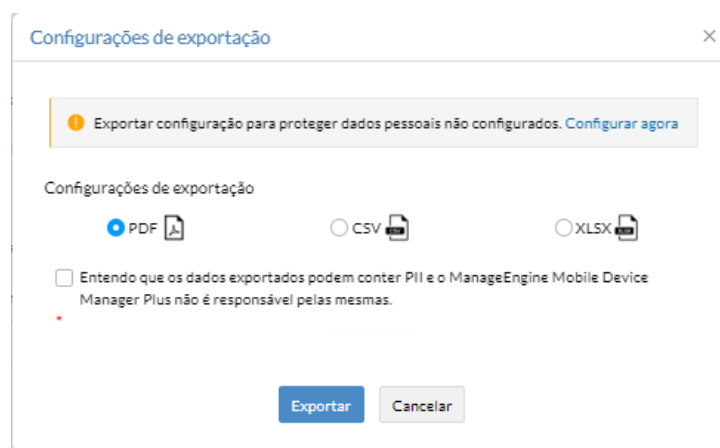 Configurações de exportação
Exportar configuração para proteger dados pessoais não configurados. Configurar agora
Configurações de exportação
PDF CSV XLSX
Entendo que os dados exportados podem conter PII e o ManageEngine Mobile Device
Manager Plus não é responsável pelas mesmas.
*
Exportar Cancelar